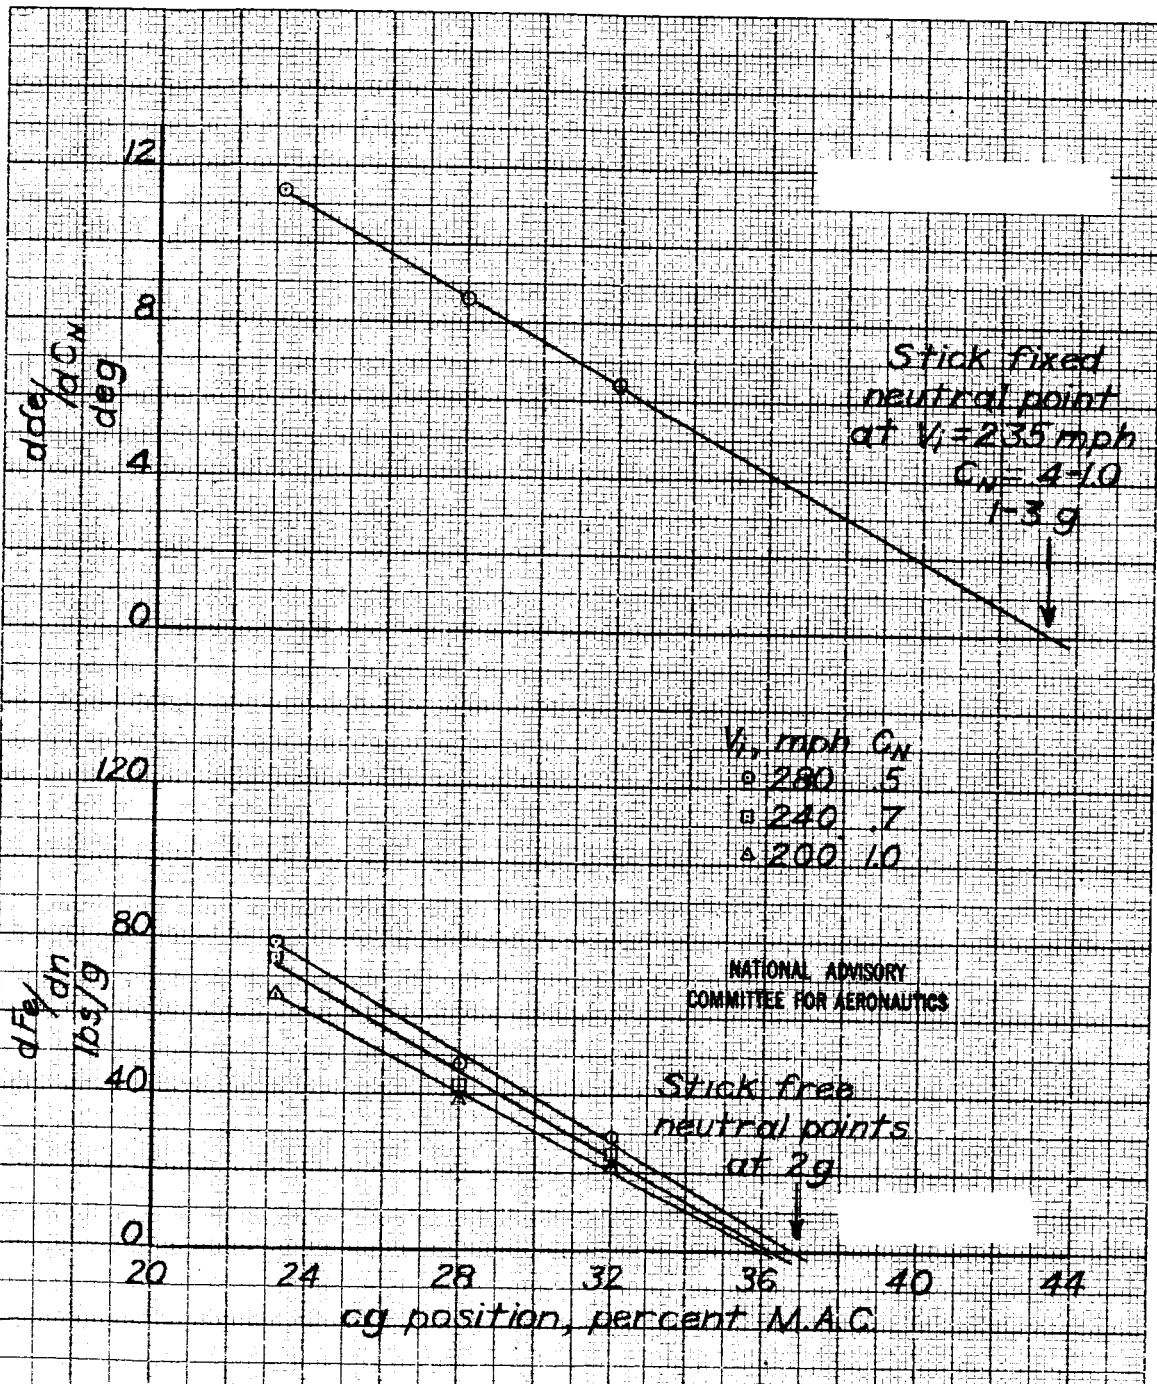 12
8
4
0
dδe/dCN
deg
Stick fixed
neutral point
at Vi=235 mph
CN=.4-1.0
1-3 g
Vi, mph CN
280 .5
240 .7
200 1.0
120
80
40
0
dFe/dn
lbs/g
NATIONAL ADVISORY
COMMITTEE FOR AERONAUTICS
Stick free
neutral points
at 2g
20 24 28 32 36 40 44
cg position, percent M.A.C.